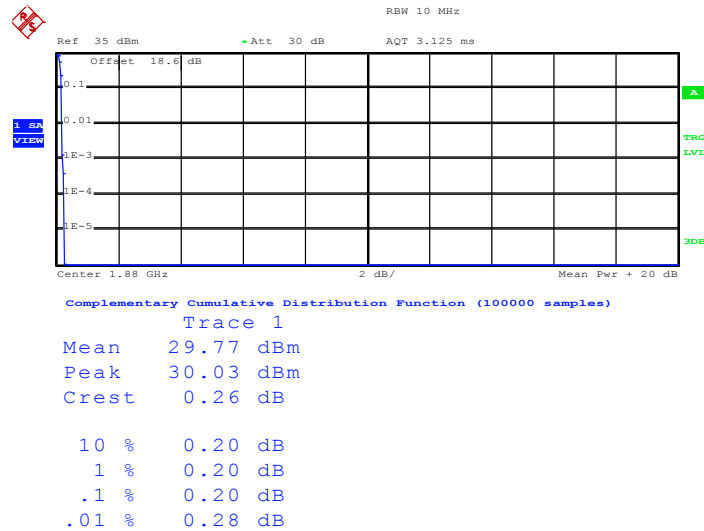 RBW 10 MHz
Ref 35 dBm *Att 30 dB AQT 3.125 ms
Offset 18.6 dB
0.1
A
0.01
1 SA
VIEW
TRG
LVL
1E-3
1E-4
1E-5
3DB
Center 1.88 GHz 2 dB/ Mean Pwr + 20 dB
Complementary Cumulative Distribution Function (100000 samples)
Trace 1
Mean 29.77 dBm
Peak 30.03 dBm
Crest 0.26 dB
10 % 0.20 dB
1 % 0.20 dB
.1 % 0.20 dB
.01 % 0.28 dB